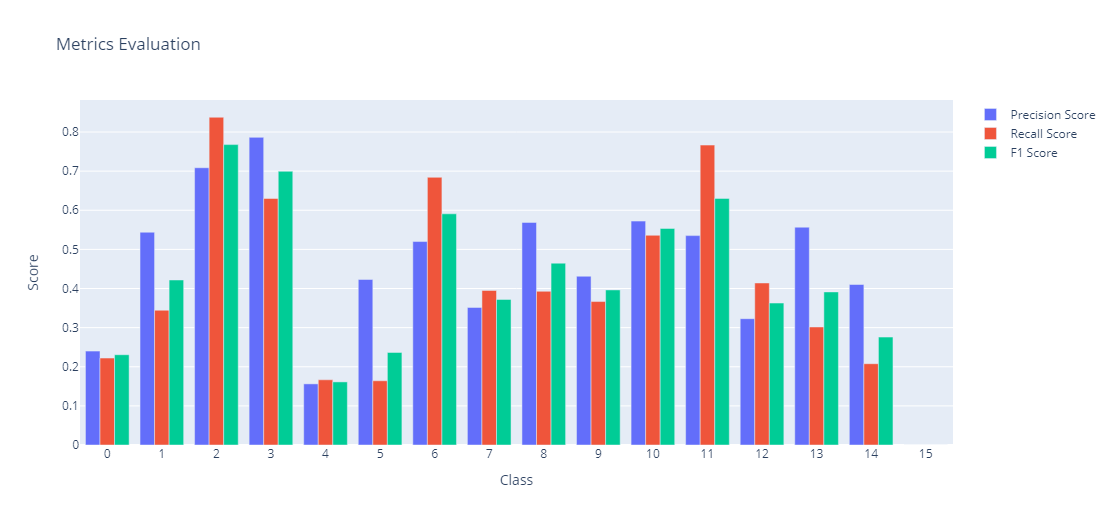 Metrics Evaluation
Precision Score
Recall Score
F1 Score
0.8
0.7
0.6
0.5
0.4
0.3
0.2
0.1
0
Score
0 1 2 3 4 5 6 7 8 9 10 11 12 13 14 15
Class